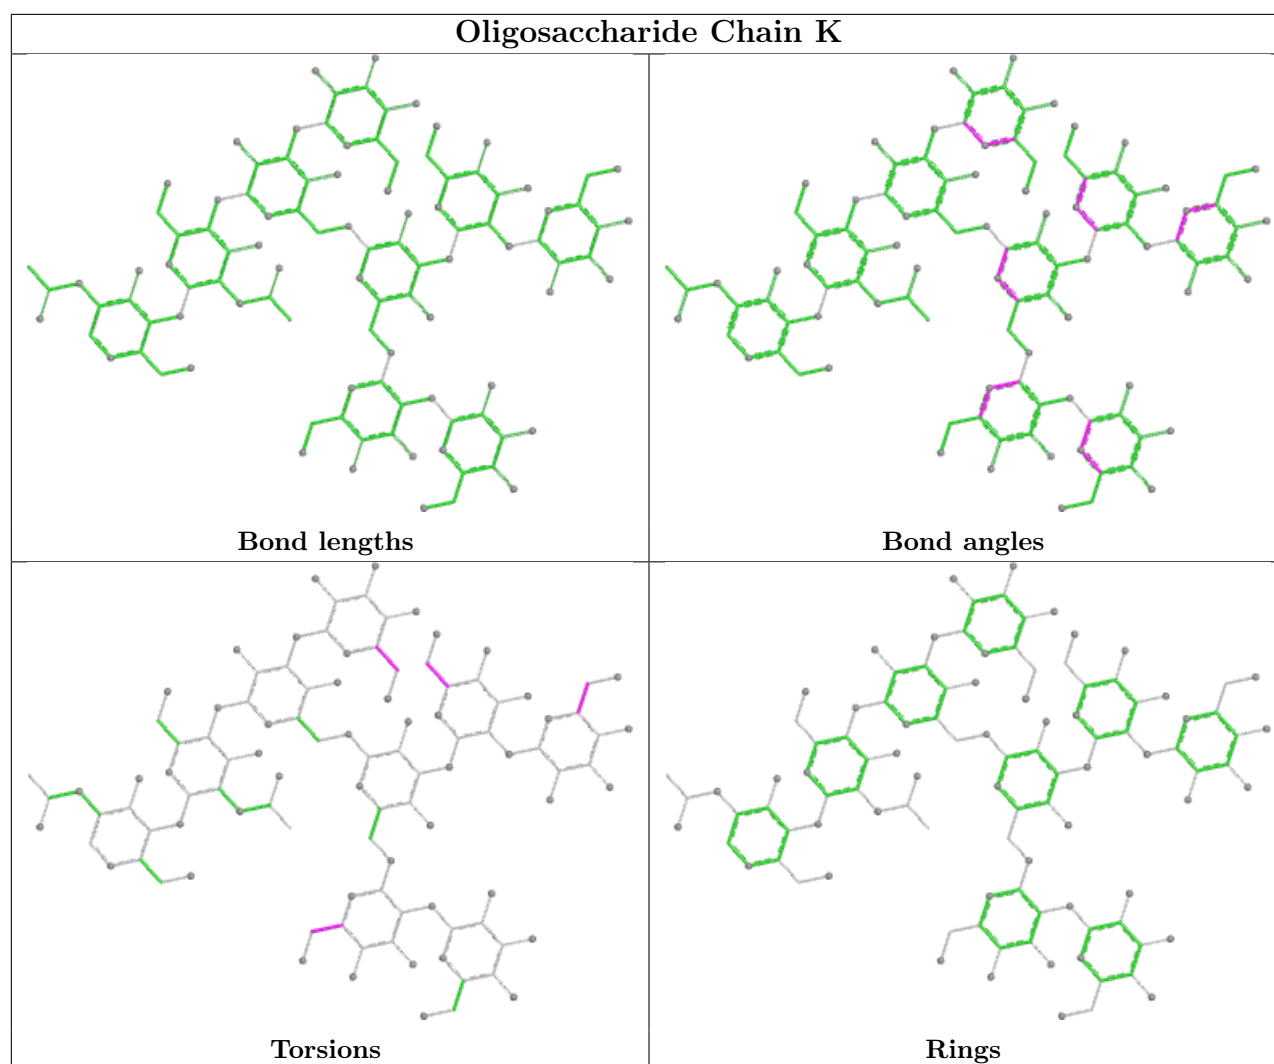 Oligosaccharide Chain K
Bond lengths
Bond angles
Torsions
Rings